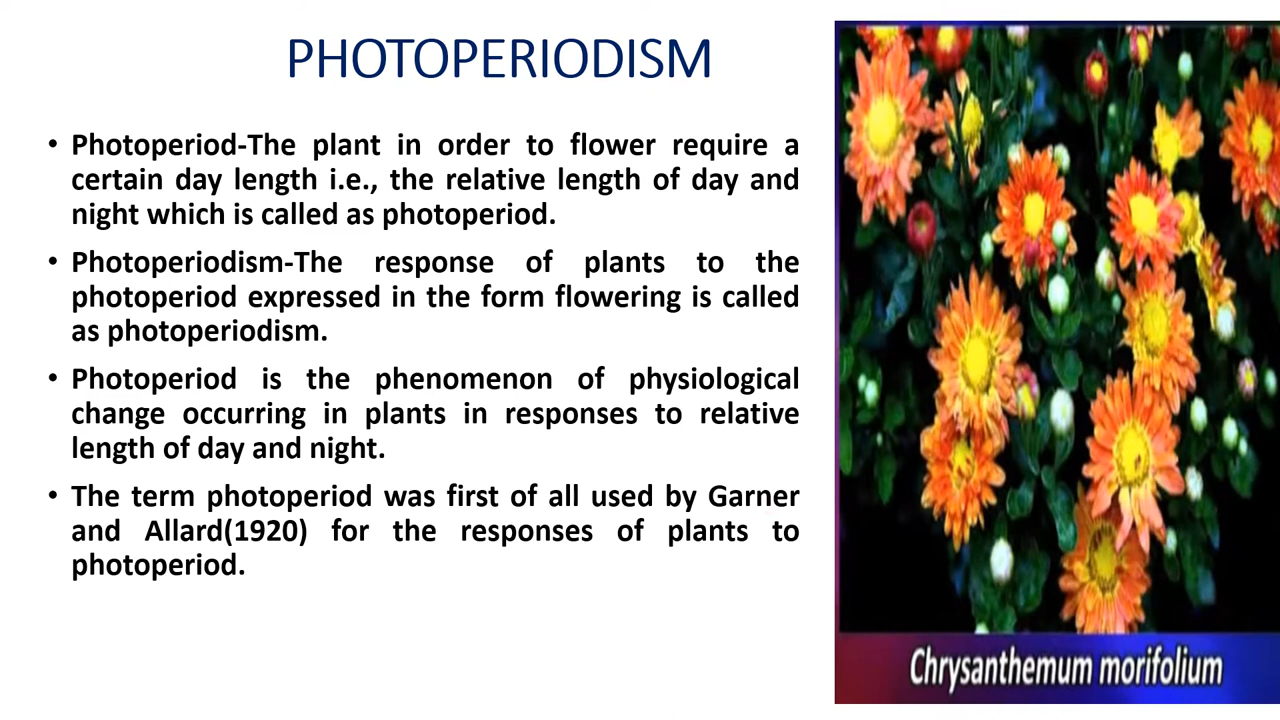 PHOTOPERIODISM
• Photoperiod-The plant in order to flower require a
certain day length i.e., the relative length of day and
night which is called as photoperiod.
• Photoperiodism-The response of plants to the
photoperiod expressed in the form flowering is called
as photoperiodism.
• Photoperiod is the phenomenon of physiological
change occurring in plants in responses to relative
length of day and night.
• The term photoperiod was first of all used by Garner
and Allard(1920) for the responses of plants to
photoperiod.
Chrysanthemum morifolium